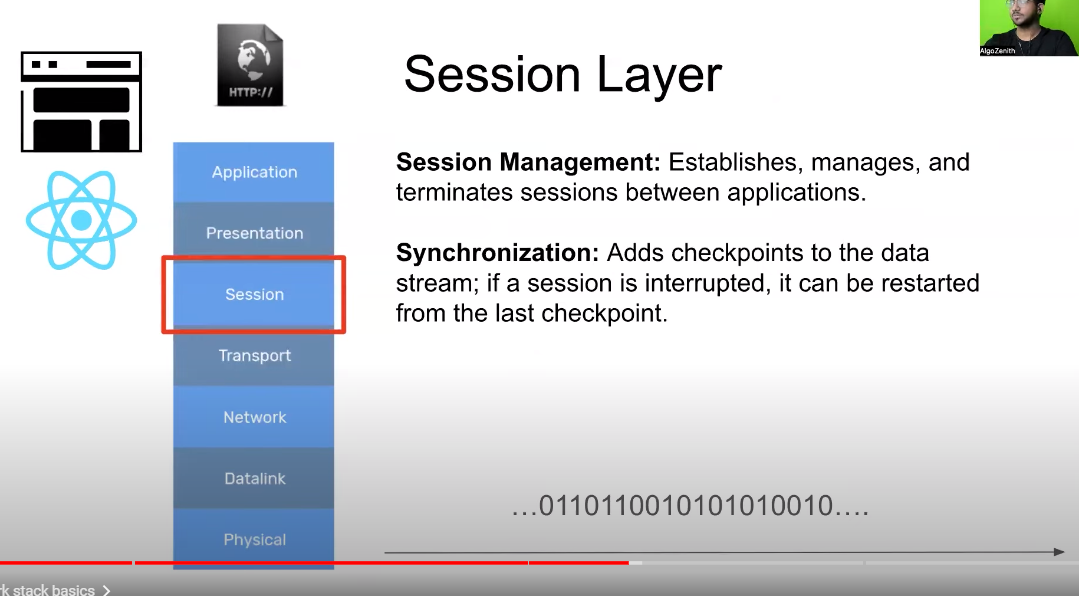 AlgoZenith
HTTP://
Session Layer
Application
Presentation
Session
Transport
Network
Datalink
Physical
Session Management: Establishes, manages, and
terminates sessions between applications.
Synchronization: Adds checkpoints to the data
stream; if a session is interrupted, it can be restarted
from the last checkpoint.
…0110110010101010010….
rk stack basics